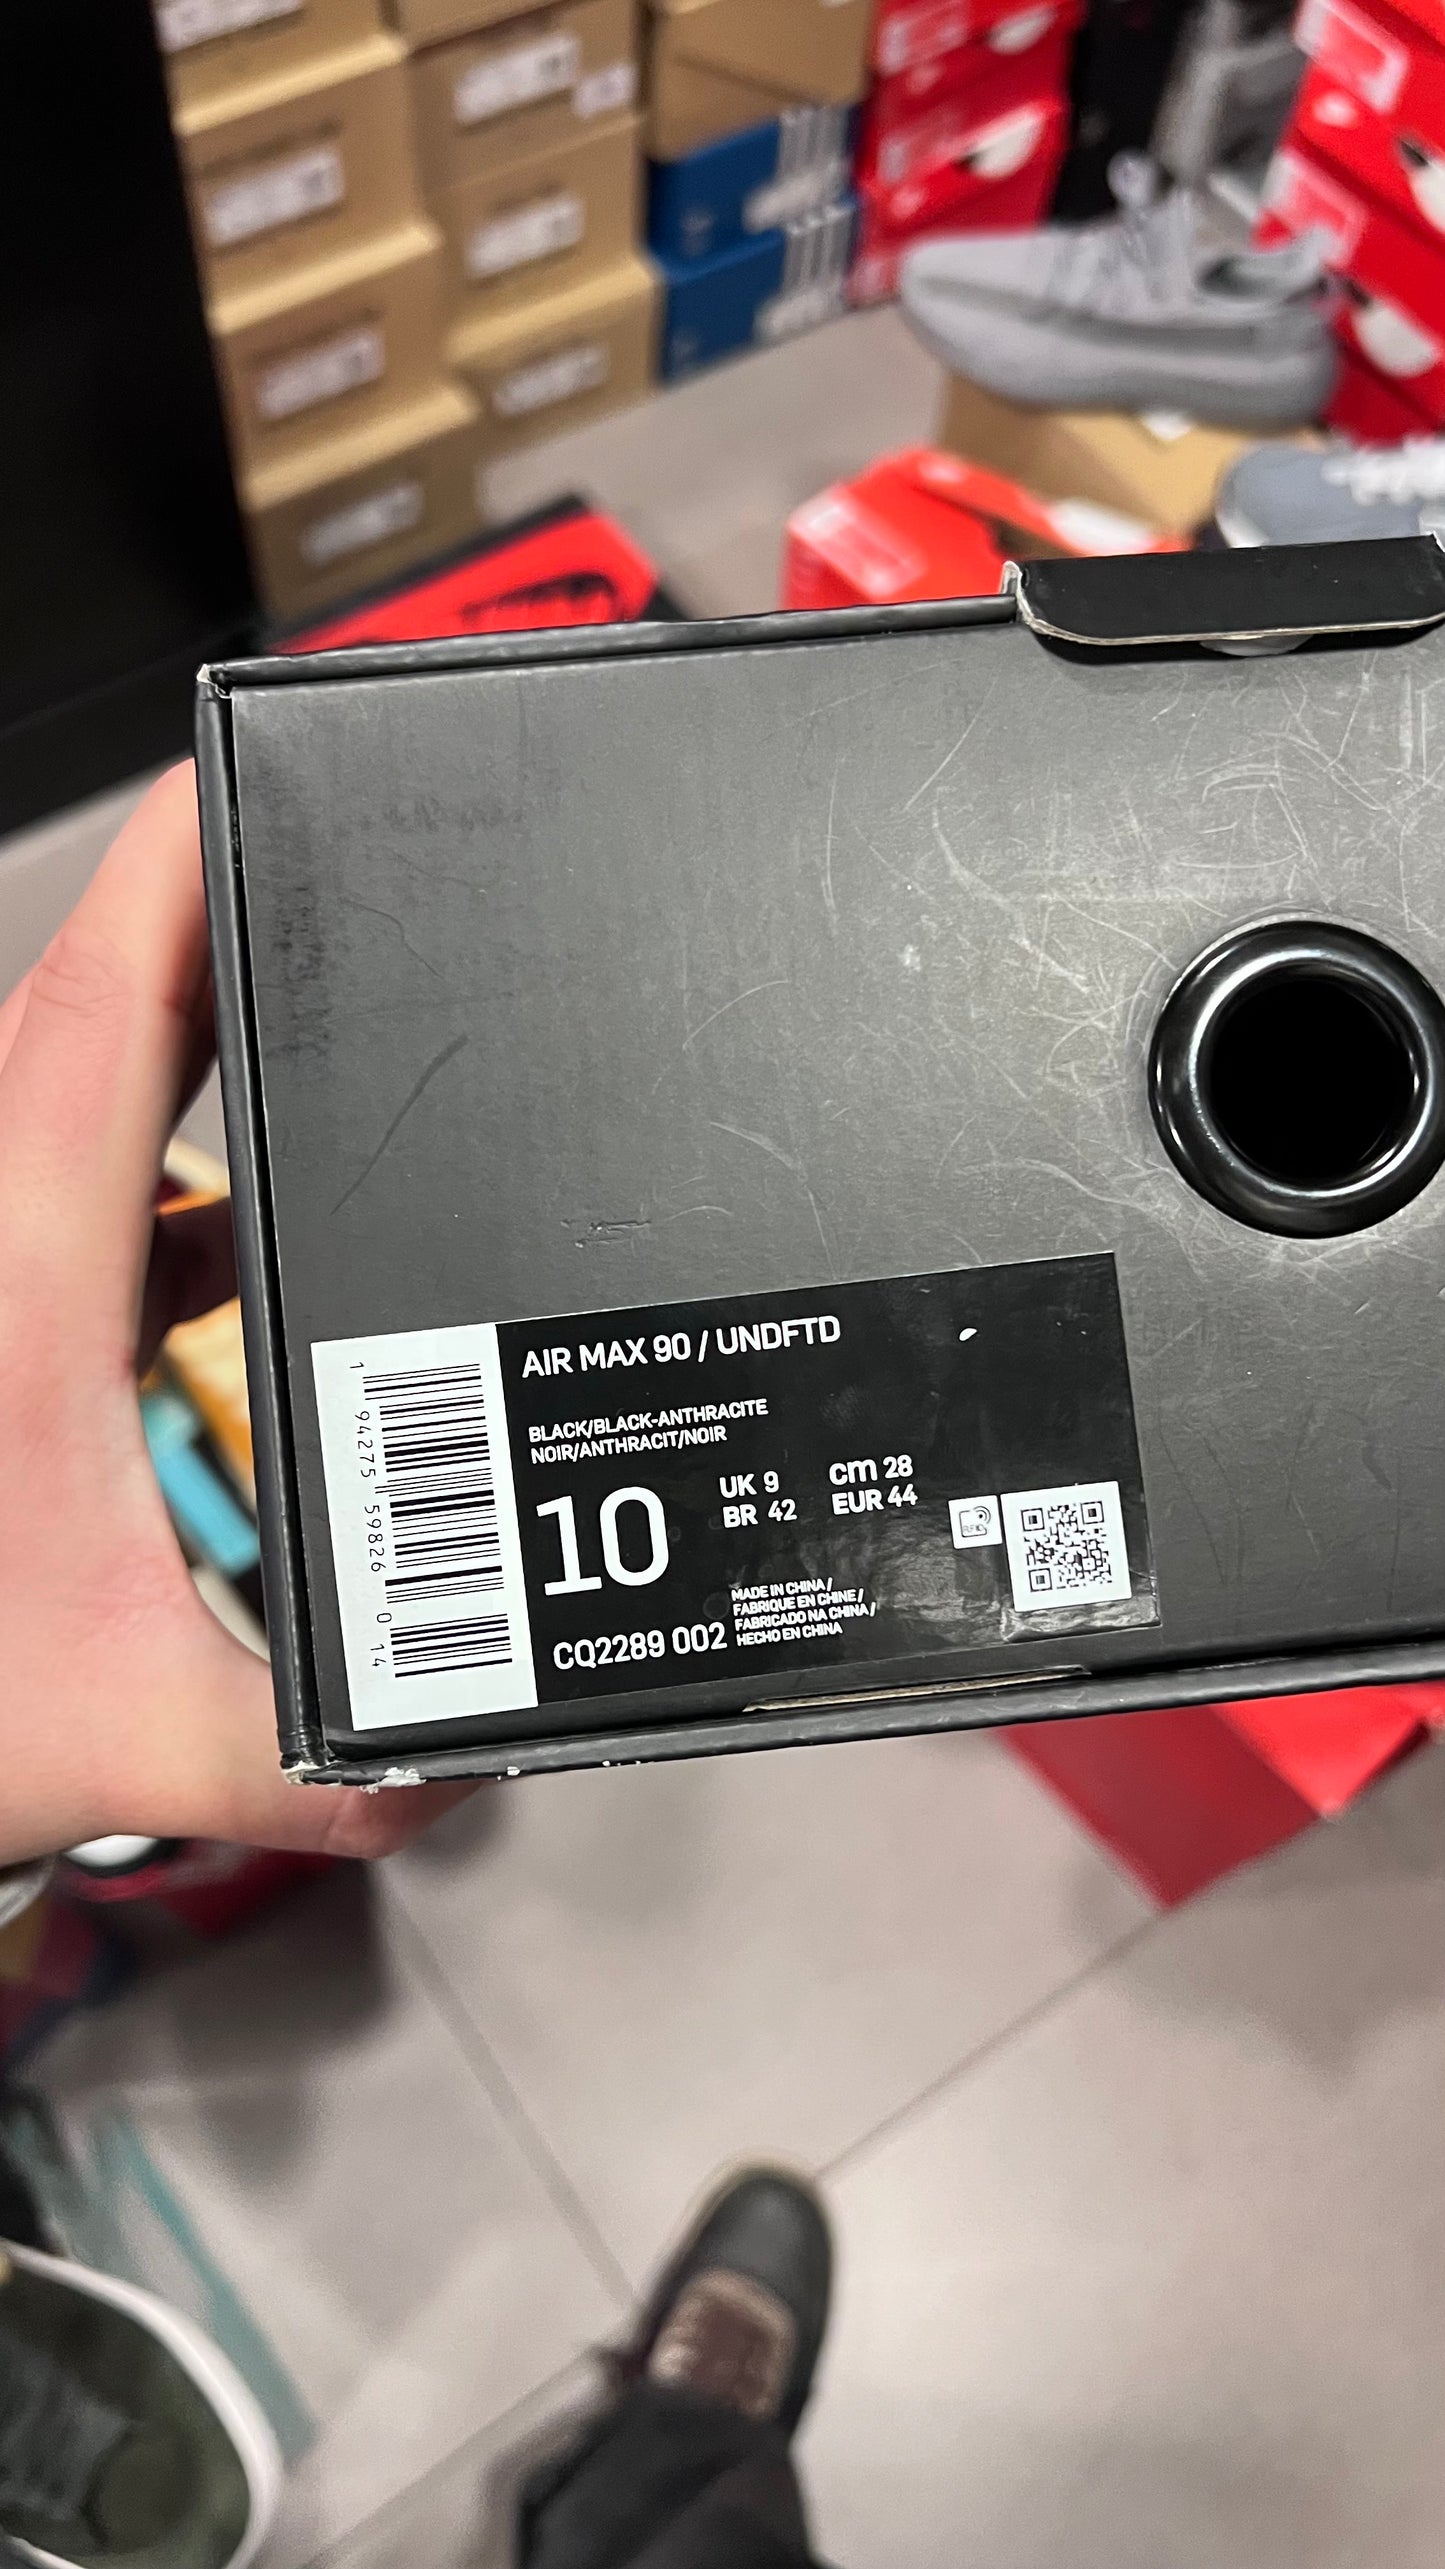 AIR MAX 90 / UNDFTD
BLACK/BLACK-ANTHRACITE
NOIR/ANTHRACIT/NOIR
10
UK 9
BR 42
cm 28
EUR 44
CQ2289 002
MADE IN CHINA /
FABRIQUE EN CHINE /
FABRICADO NA CHINA /
HECHO EN CHINA
1 94275 59826 0 14